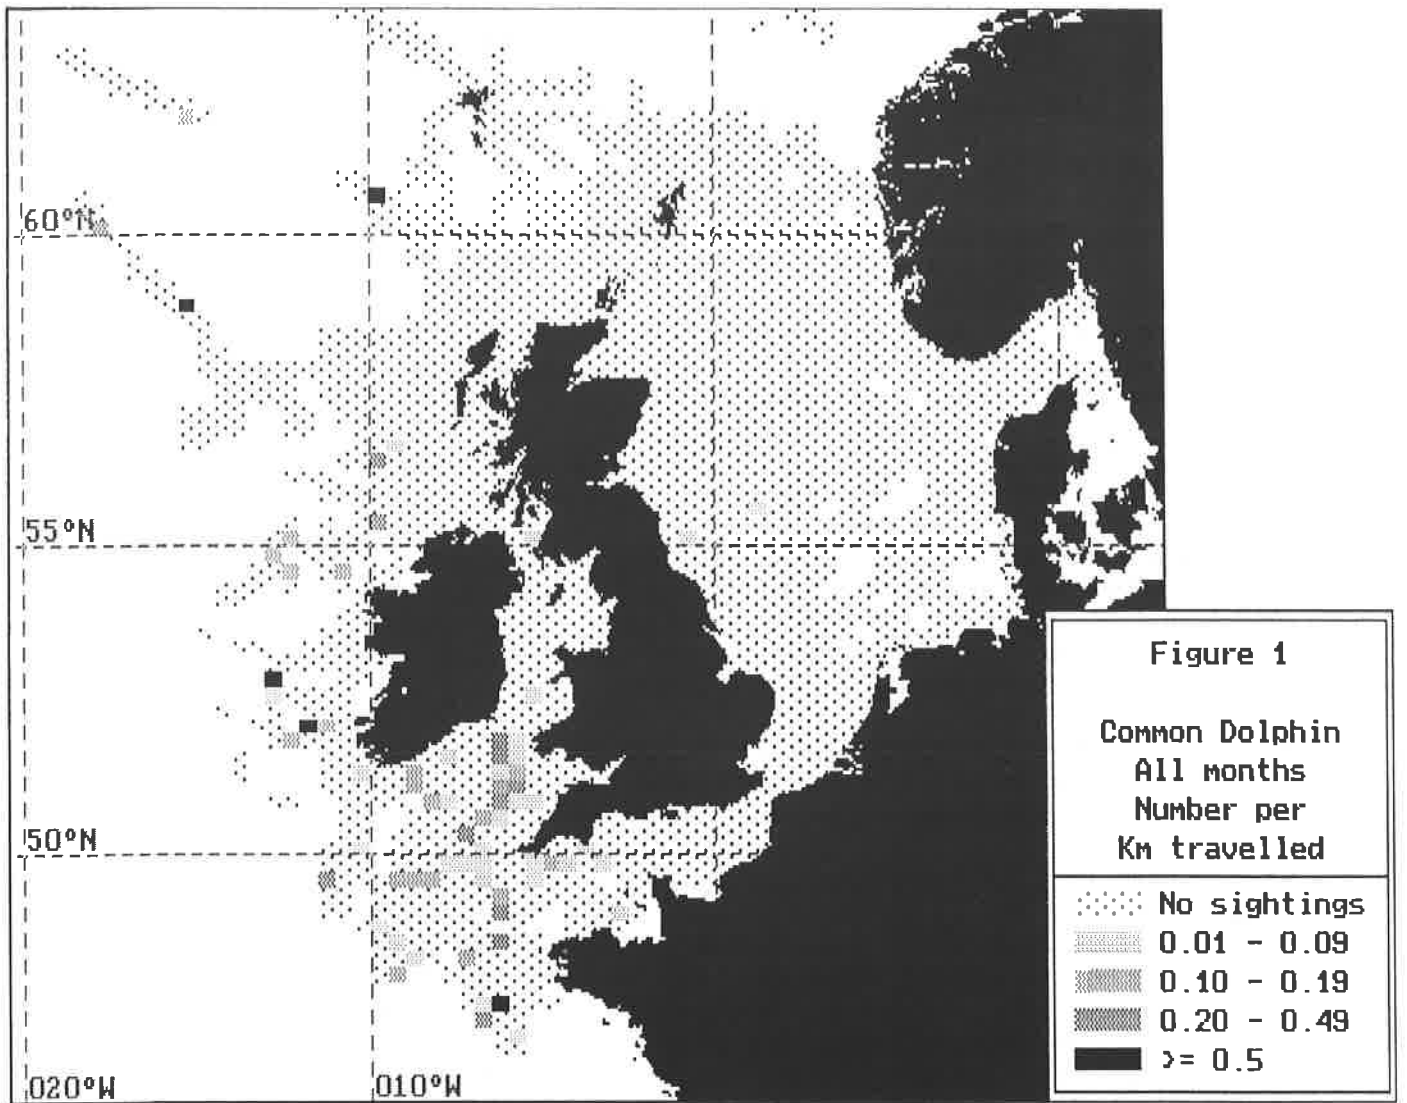 60°N
55°N
50°N
020°W
010°W
Figure 1
Common Dolphin
All months
Number per
Km travelled
No sightings
0.01 - 0.09
0.10 - 0.19
0.20 - 0.49
>= 0.5